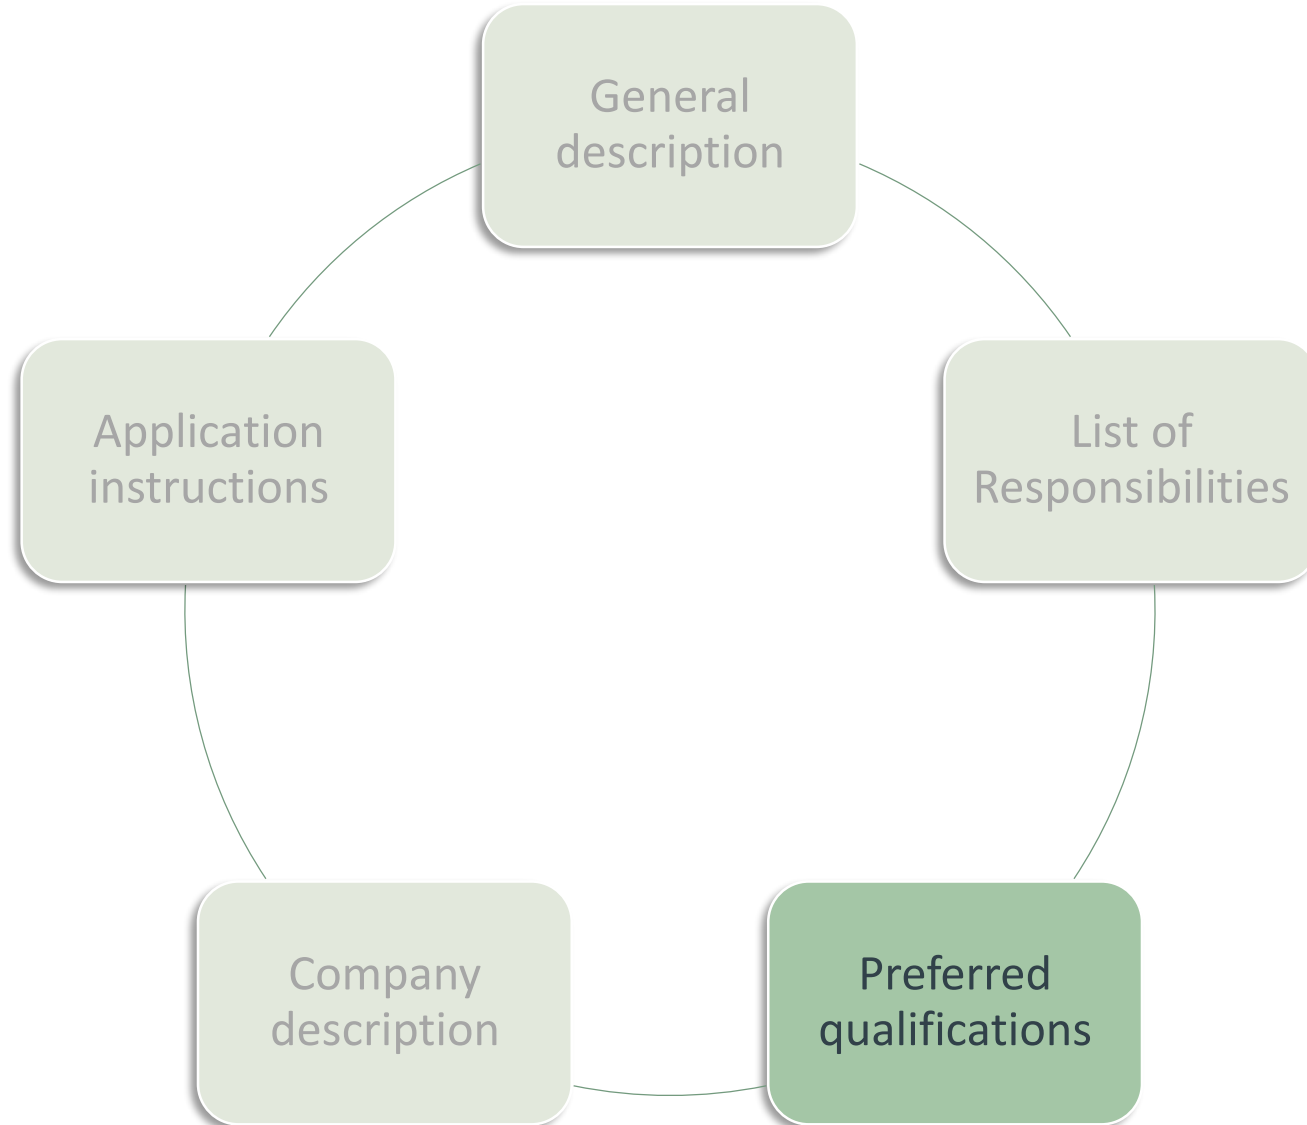 General
description
List of
Responsibilities
Preferred
qualifications
Company
description
Application
instructions